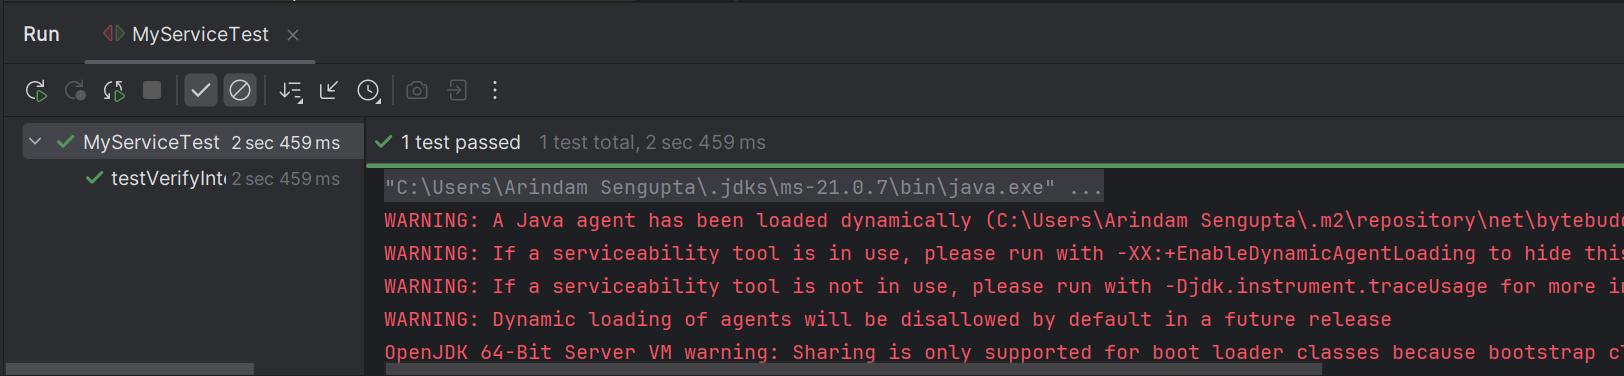 Run MyServiceTest
MyServiceTest 2 sec 459 ms
testVerifyInte 2 sec 459 ms
1 test passed 1 test total, 2 sec 459 ms
"C:\Users\Arindam Sengupta\.jdks\ms-21.0.7\bin\java.exe" ...
WARNING: A Java agent has been loaded dynamically (C:\Users\Arindam Sengupta\.m2\repository\net\bytebudd
WARNING: If a serviceability tool is in use, please run with -XX:+EnableDynamicAgentLoading to hide this
WARNING: If a serviceability tool is not in use, please run with -Djdk.instrument.traceUsage for more in
WARNING: Dynamic loading of agents will be disallowed by default in a future release
OpenJDK 64-Bit Server VM warning: Sharing is only supported for boot loader classes because bootstrap cl